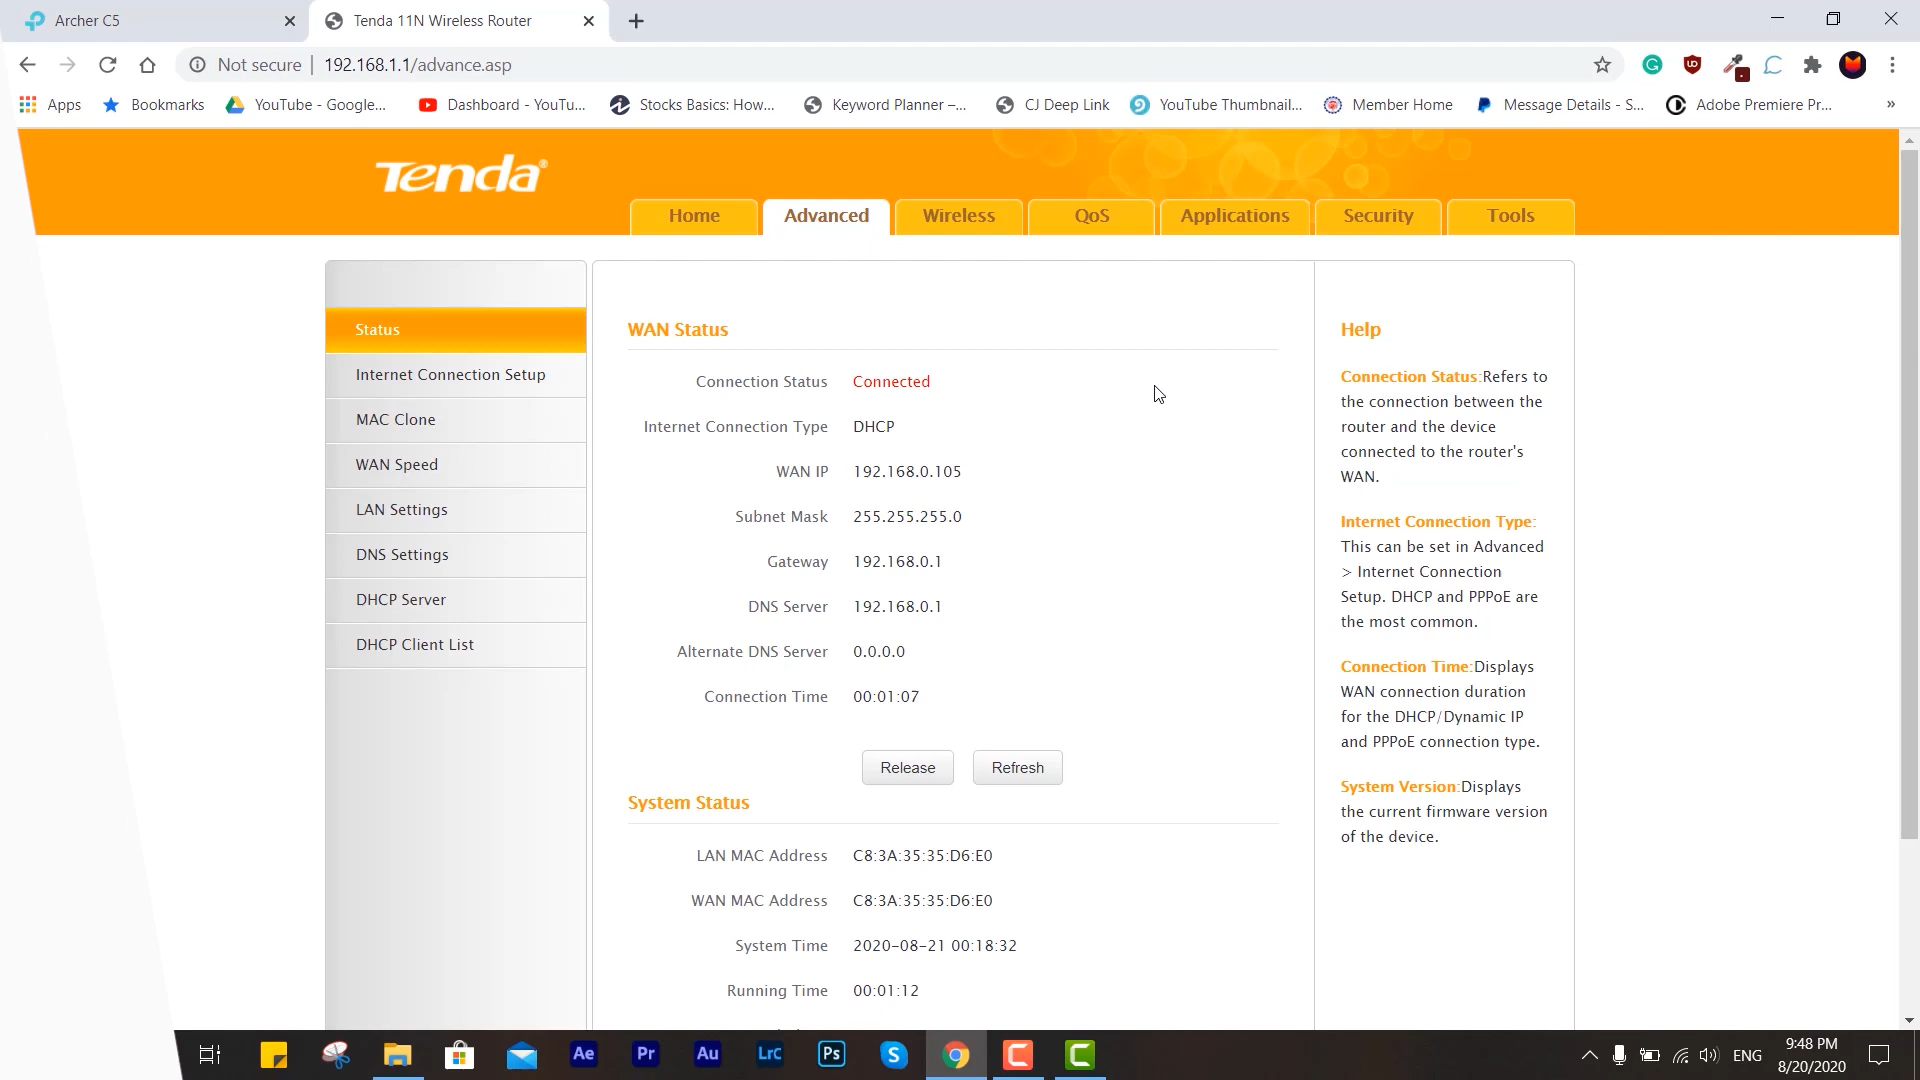 Archer C5
Tenda 11N Wireless Router
Not secure | 192.168.1.1/advance.asp
Apps
Bookmarks
YouTube - Google...
Dashboard - YouTu...
Stocks Basics: How...
Keyword Planner –...
CJ Deep Link
YouTube Thumbnail...
Member Home
Message Details - S...
Adobe Premiere Pr...
»
Tenda®
Home
Advanced
Wireless
QoS
Applications
Security
Tools
Status
Internet Connection Setup
MAC Clone
WAN Speed
LAN Settings
DNS Settings
DHCP Server
DHCP Client List
WAN Status
Connection Status Connected
Internet Connection Type DHCP
WAN IP 192.168.0.105
Subnet Mask 255.255.255.0
Gateway 192.168.0.1
DNS Server 192.168.0.1
Alternate DNS Server 0.0.0.0
Connection Time 00:01:07
Release Refresh
System Status
LAN MAC Address C8:3A:35:35:D6:E0
WAN MAC Address C8:3A:35:35:D6:E0
System Time 2020-08-21 00:18:32
Running Time 00:01:12
Help
Connection Status:Refers to
the connection between the
router and the device
connected to the router's
WAN.
Internet Connection Type:
This can be set in Advanced
> Internet Connection
Setup. DHCP and PPPoE are
the most common.
Connection Time:Displays
WAN connection duration
for the DHCP/Dynamic IP
and PPPoE connection type.
System Version:Displays
the current firmware version
of the device.
Ae
Pr
Au
Lrc
Ps
S
ENG
9:48 PM
8/20/2020